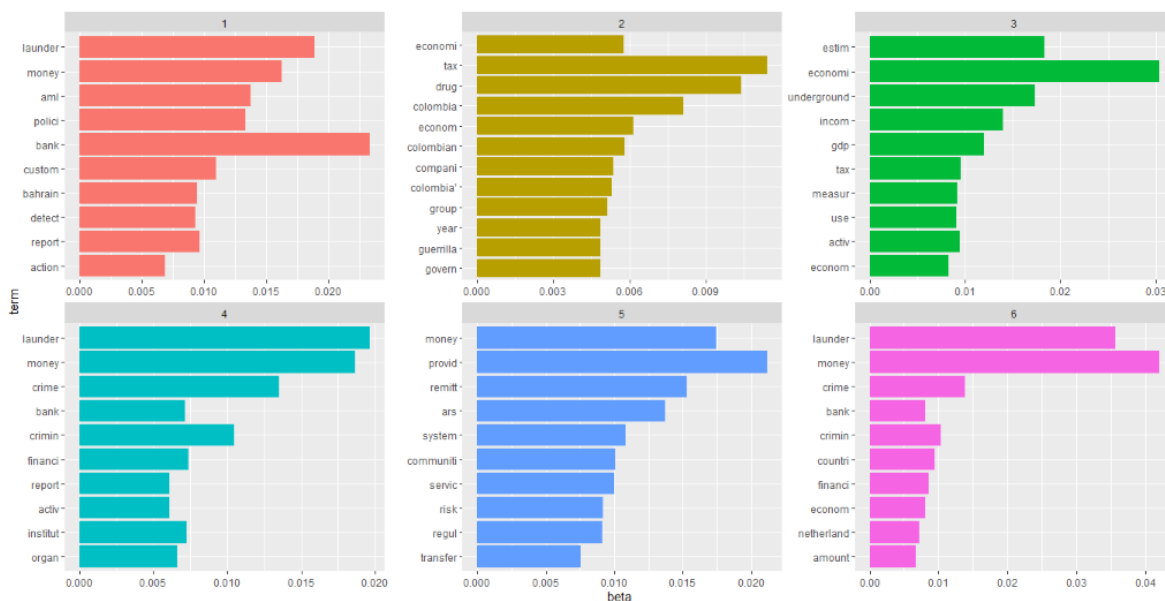 1
launder
money
aml
polici
bank
custom
bahrain
detect
report
action
0.000 0.005 0.010 0.015 0.020
2
economi
tax
drug
colombia
econom
colombian
compani
colombia'
group
year
guerrilla
govern
0.000 0.003 0.006 0.009
3
estim
economi
underground
incom
gdp
tax
measur
use
activ
econom
0.00 0.01 0.02 0.03
term
4
launder
money
crime
bank
crimin
financi
report
activ
institut
organ
0.000 0.005 0.010 0.015 0.020
5
money
provid
remitt
ars
system
communiti
servic
risk
regul
transfer
0.000 0.005 0.010 0.015 0.020
6
launder
money
crime
bank
crimin
countri
financi
econom
netherland
amount
0.00 0.01 0.02 0.03 0.04
beta